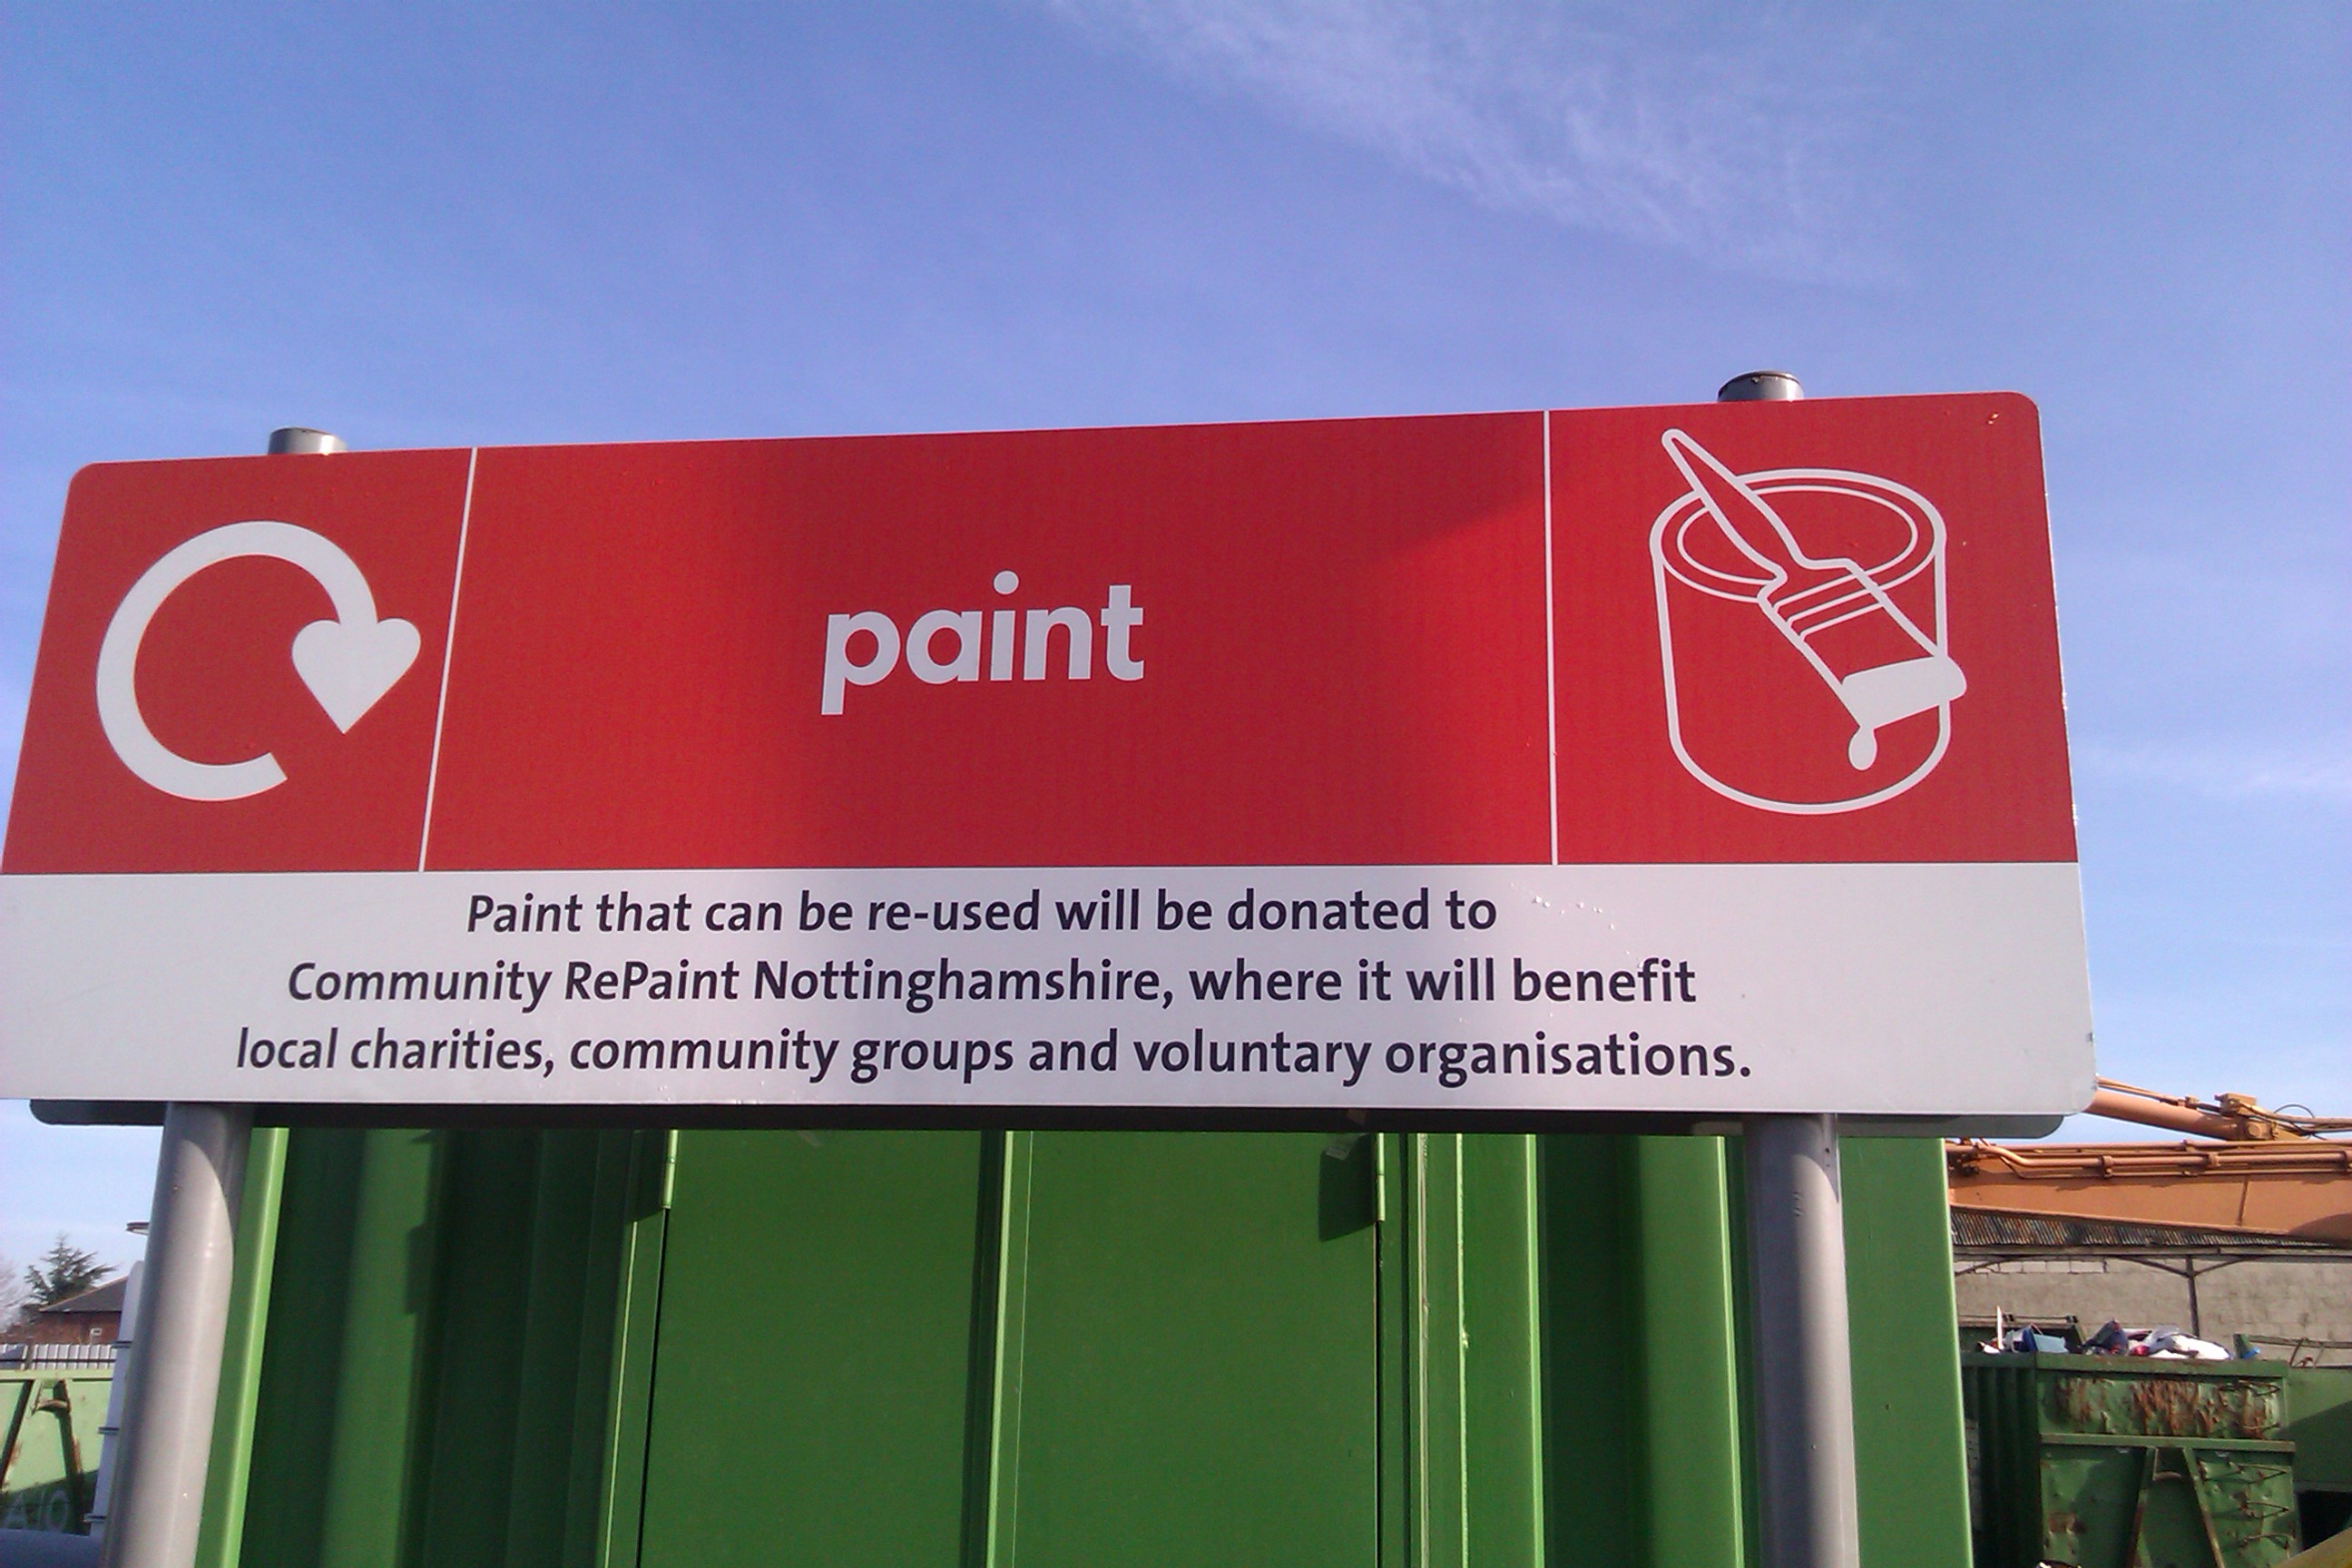 paint
Paint that can be re-used will be donated to
Community RePaint Nottinghamshire, where it will benefit
local charities, community groups and voluntary organisations.